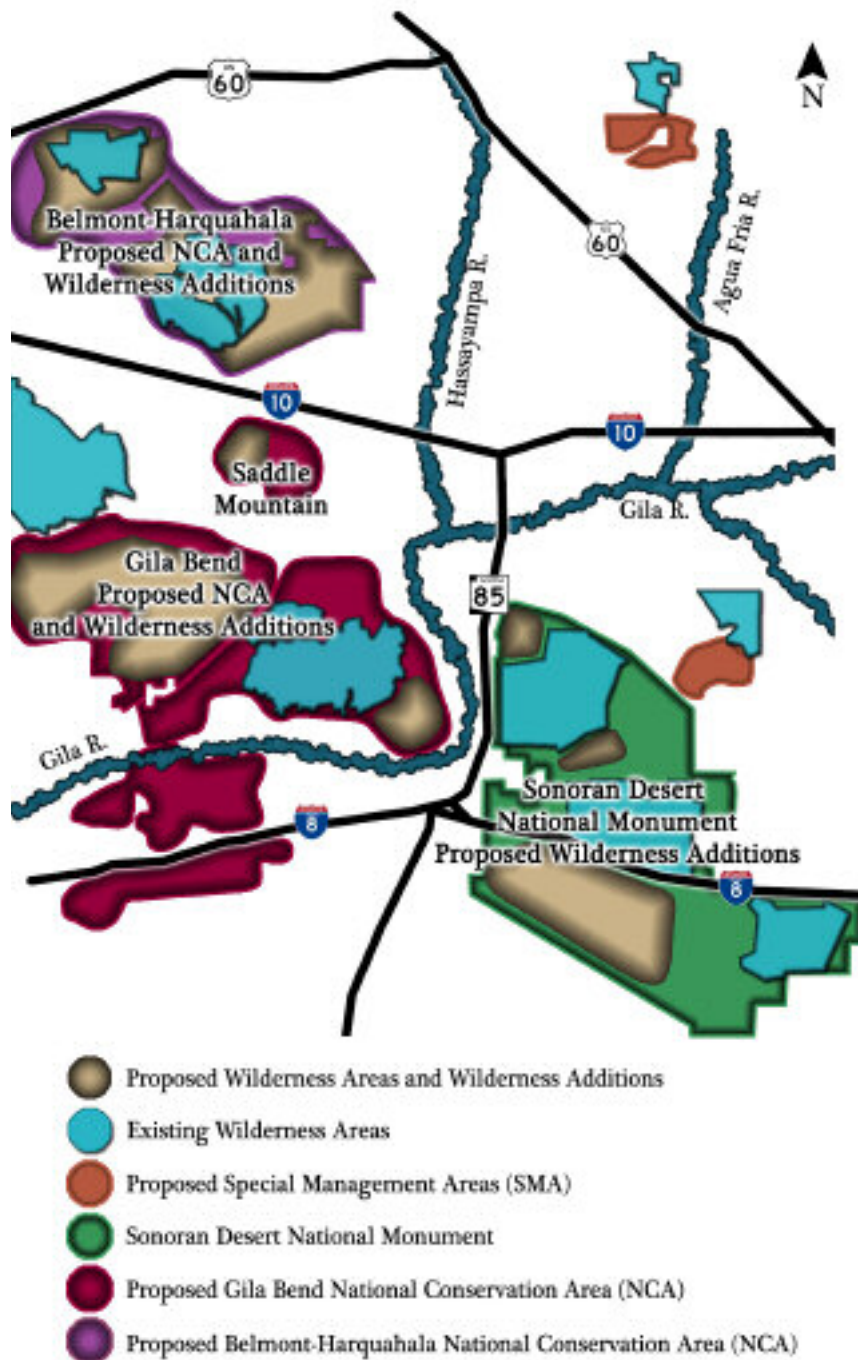 60
N
60
Agua Fria R.
Belmont-Harquahala
Proposed NCA and
Wilderness Additions
Hassayampa R.
10
10
Saddle
Mountain
Gila R.
Gila Bend
Proposed NCA
and Wilderness Additions
85
Gila R.
8
Sonoran Desert
National Monument
Proposed Wilderness Additions
8
Proposed Wilderness Areas and Wilderness Additions
Existing Wilderness Areas
Proposed Special Management Areas (SMA)
Sonoran Desert National Monument
Proposed Gila Bend National Conservation Area (NCA)
Proposed Belmont-Harquahala National Conservation Area (NCA)